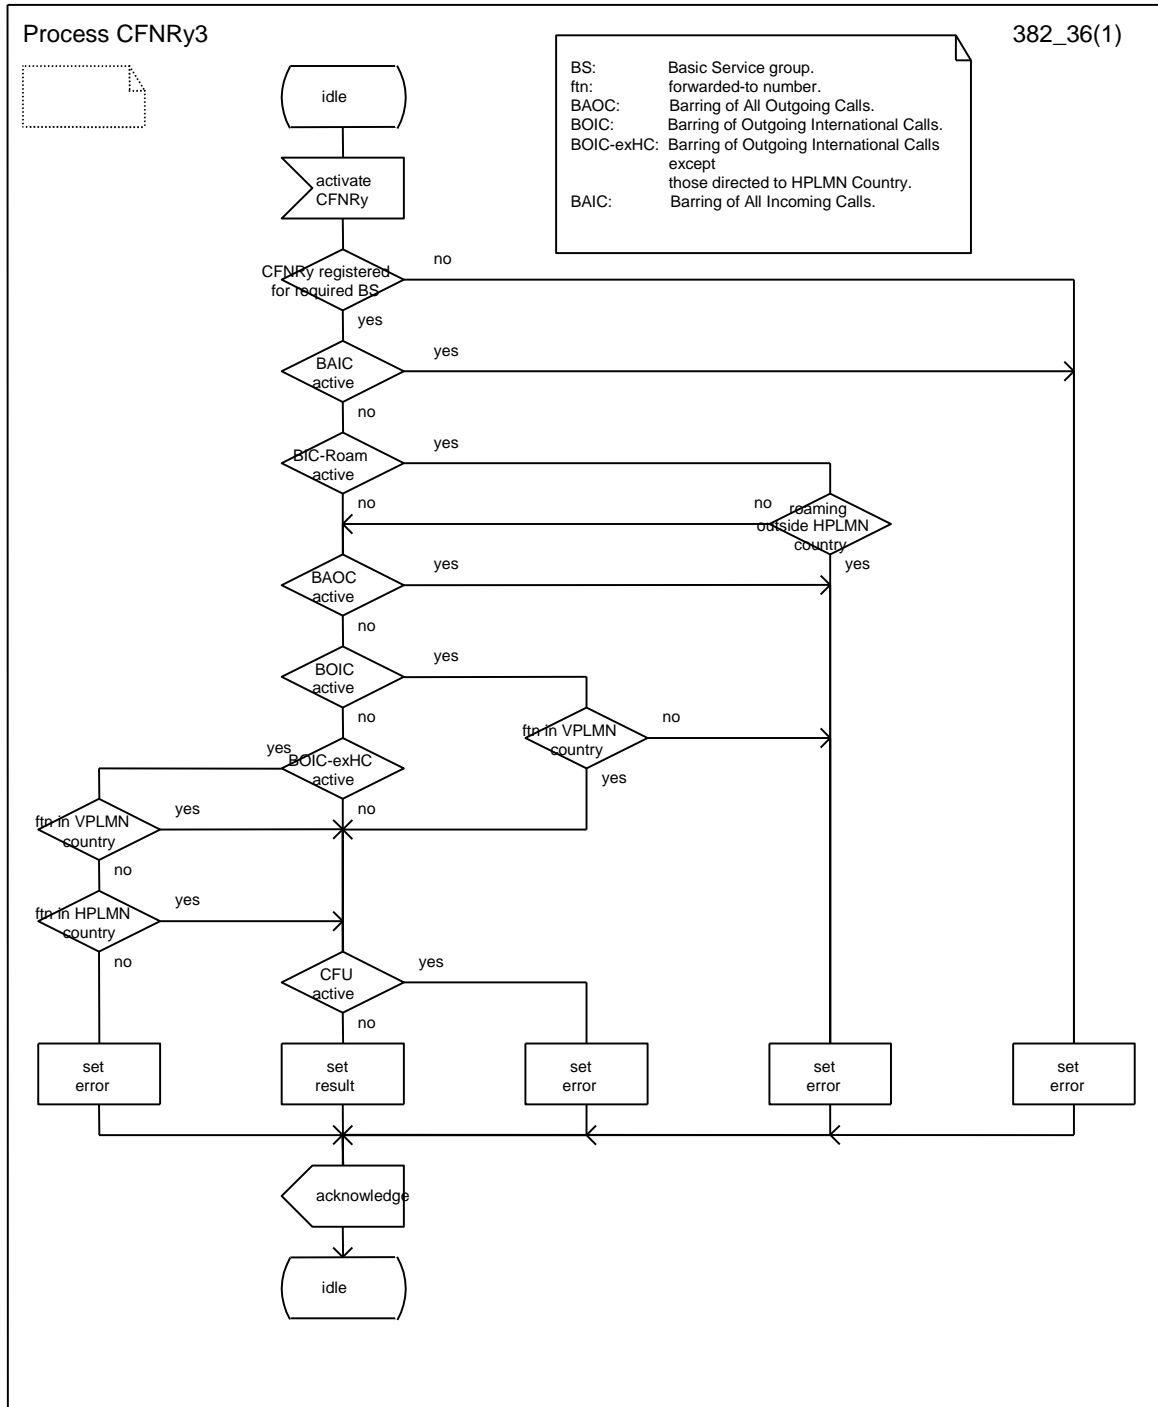 Process CFNRy3
382_36(1)
BS: Basic Service group.
ftn: forwarded-to number.
BAOC: Barring of All Outgoing Calls.
BOIC: Barring of Outgoing International Calls.
BOIC-exHC: Barring of Outgoing International Calls
except
those directed to HPLMN Country.
BAIC: Barring of All Incoming Calls.
idle
activate
CFNRy
CFNRy registered
for required BS
no
yes
BAIC
active
yes
no
BIC-Roam
active
yes
no
roaming
outside HPLMN
country
no
yes
BAOC
active
yes
no
BOIC
active
yes
no
ftn in VPLMN
country
no
yes
BOIC-exHC
active
yes
no
ftn in VPLMN
country
yes
no
ftn in HPLMN
country
yes
no
CFU
active
yes
no
set
error
set
result
set
error
set
error
set
error
acknowledge
idle